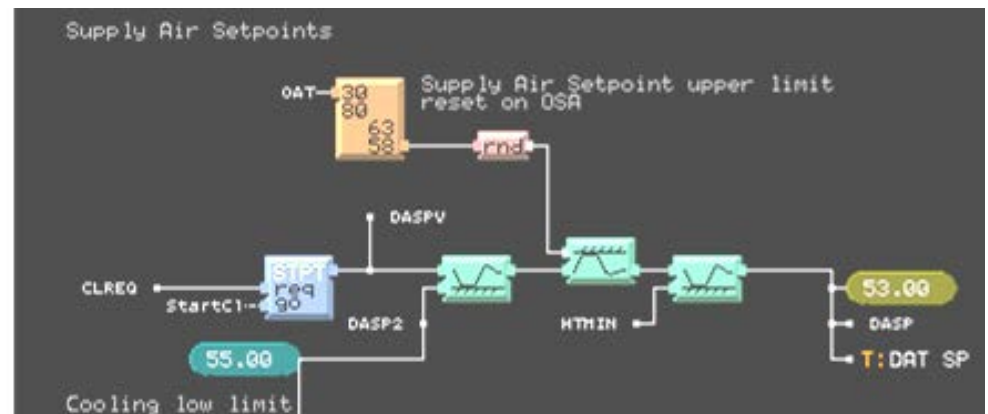 Supply Air Setpoints
OAT
30
80
63
58
Supply Air Setpoint upper limit
reset on OSA
rnd
DASPV
STPT
req
go
CLREQ
StartCl
DASP2
HTMIN
53.00
DASP
T:DAT SP
55.00
Cooling low limit